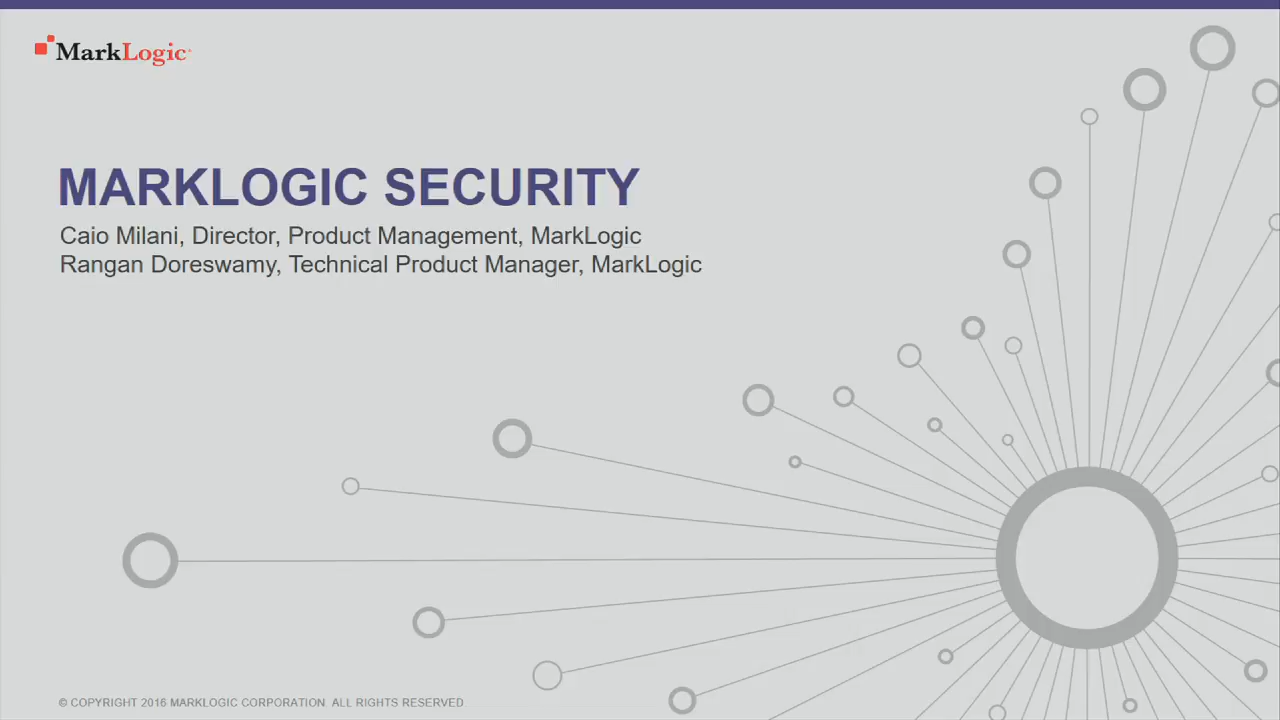 MarkLogic
MARKLOGIC SECURITY
Caio Milani, Director, Product Management, MarkLogic
Rangan Doreswamy, Technical Product Manager, MarkLogic
© COPYRIGHT 2016 MARKLOGIC CORPORATION. ALL RIGHTS RESERVED.